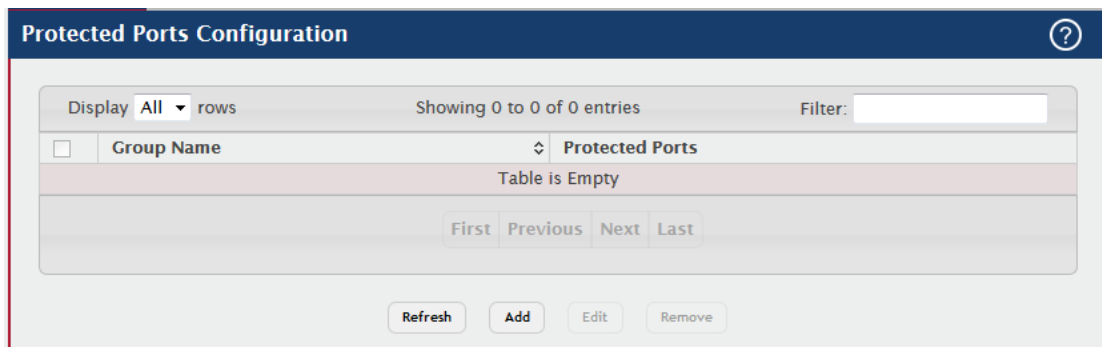 Protected Ports Configuration ?
Display All rows Showing 0 to 0 of 0 entries Filter:
Group Name Protected Ports
Table is Empty
First Previous Next Last
Refresh Add Edit Remove